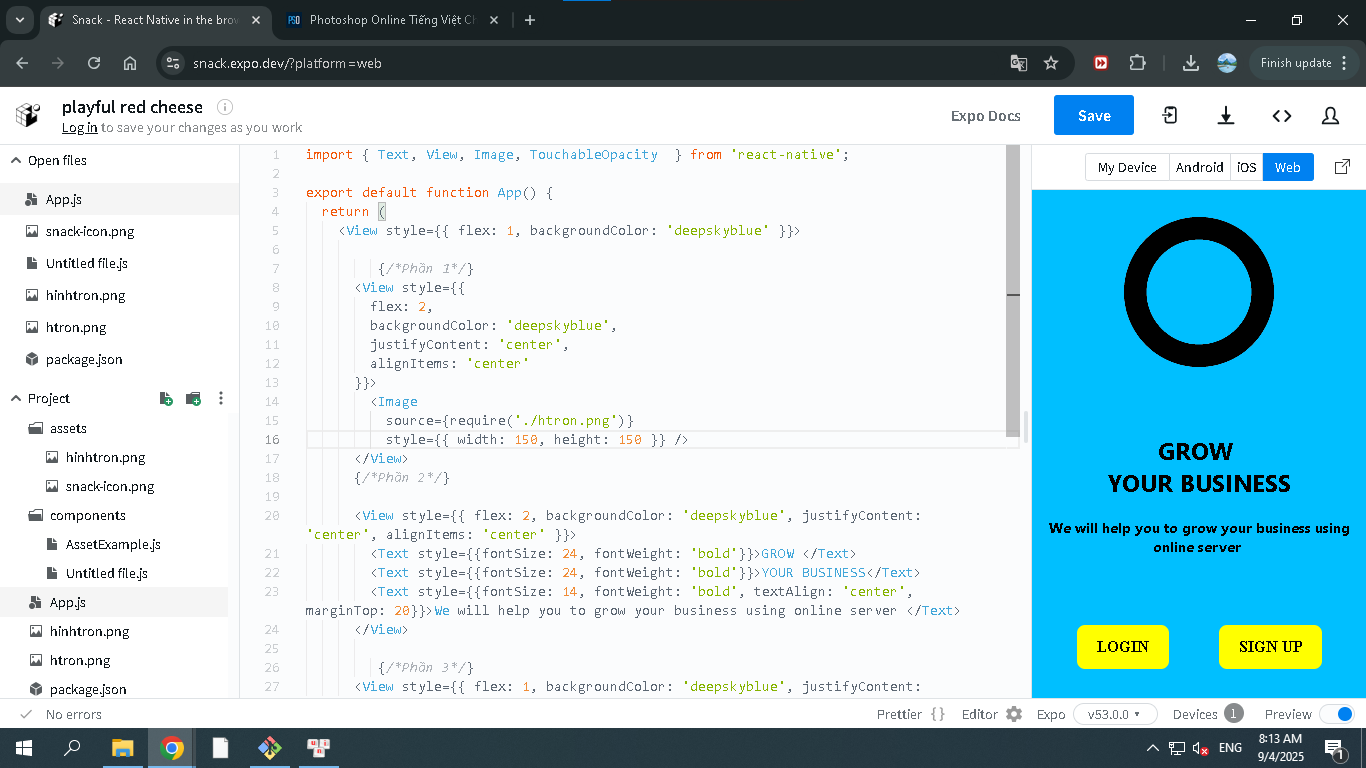 Snack - React Native in the brow
Photoshop Online Tiếng Việt Ch
snack.expo.dev/?platform=web
Finish update
playful red cheese
Log in to save your changes as you work
Expo Docs
Save
Open files
App.js
snack-icon.png
Untitled file.js
hinhtron.png
htron.png
package.json
Project
assets
hinhtron.png
snack-icon.png
components
AssetExample.js
Untitled file.js
App.js
hinhtron.png
htron.png
package.json
1 import { Text, View, Image, TouchableOpacity  } from 'react-native';
2
3 export default function App() {
4   return (
5     <View style={{ flex: 1, backgroundColor: 'deepskyblue' }}>
6
7          {/*Phần 1*/}
8       <View style={{
9         flex: 2,
10         backgroundColor: 'deepskyblue',
11         justifyContent: 'center',
12         alignItems: 'center'
13       }}>
14         <Image
15           source={require('./htron.png')}
16           style={{ width: 150, height: 150 }} />
17       </View>
18       {/*Phần 2*/}
19
20       <View style={{ flex: 2, backgroundColor: 'deepskyblue', justifyContent:
'center', alignItems: 'center' }}>
21         <Text style={{fontSize: 24, fontWeight: 'bold'}}>GROW </Text>
22         <Text style={{fontSize: 24, fontWeight: 'bold'}}>YOUR BUSINESS</Text>
23         <Text style={{fontSize: 14, fontWeight: 'bold', textAlign: 'center',
marginTop: 20}}>We will help you to grow your business using online server </Text>
24       </View>
25
26          {/*Phần 3*/}
27       <View style={{ flex: 1, backgroundColor: 'deepskyblue', justifyContent:
My Device Android iOS Web
GROW
YOUR BUSINESS
We will help you to grow your business using
online server
LOGIN SIGN UP
No errors
Prettier { } Editor Expo v53.0.0 Devices 1 Preview
ENG
8:13 AM
9/4/2025
1